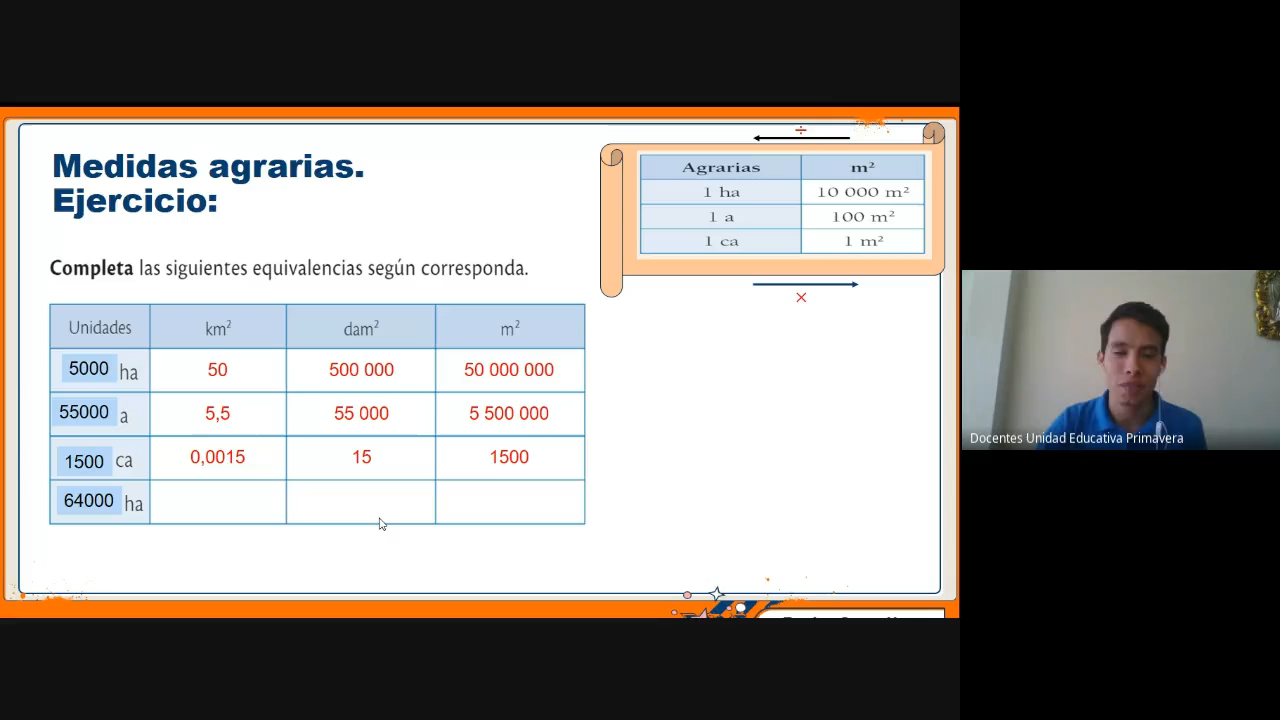 Medidas agrarias.
Ejercicio:
÷
Agrarias m²
1 ha 10 000 m²
1 a 100 m²
1 ca 1 m²
×
Completa las siguientes equivalencias según corresponda.
Unidades km² dam² m²
5000 ha 50 500 000 50 000 000
55000 a 5,5 55 000 5 500 000
1500 ca 0,0015 15 1500
64000 ha
Docentes Unidad Educativa Primavera